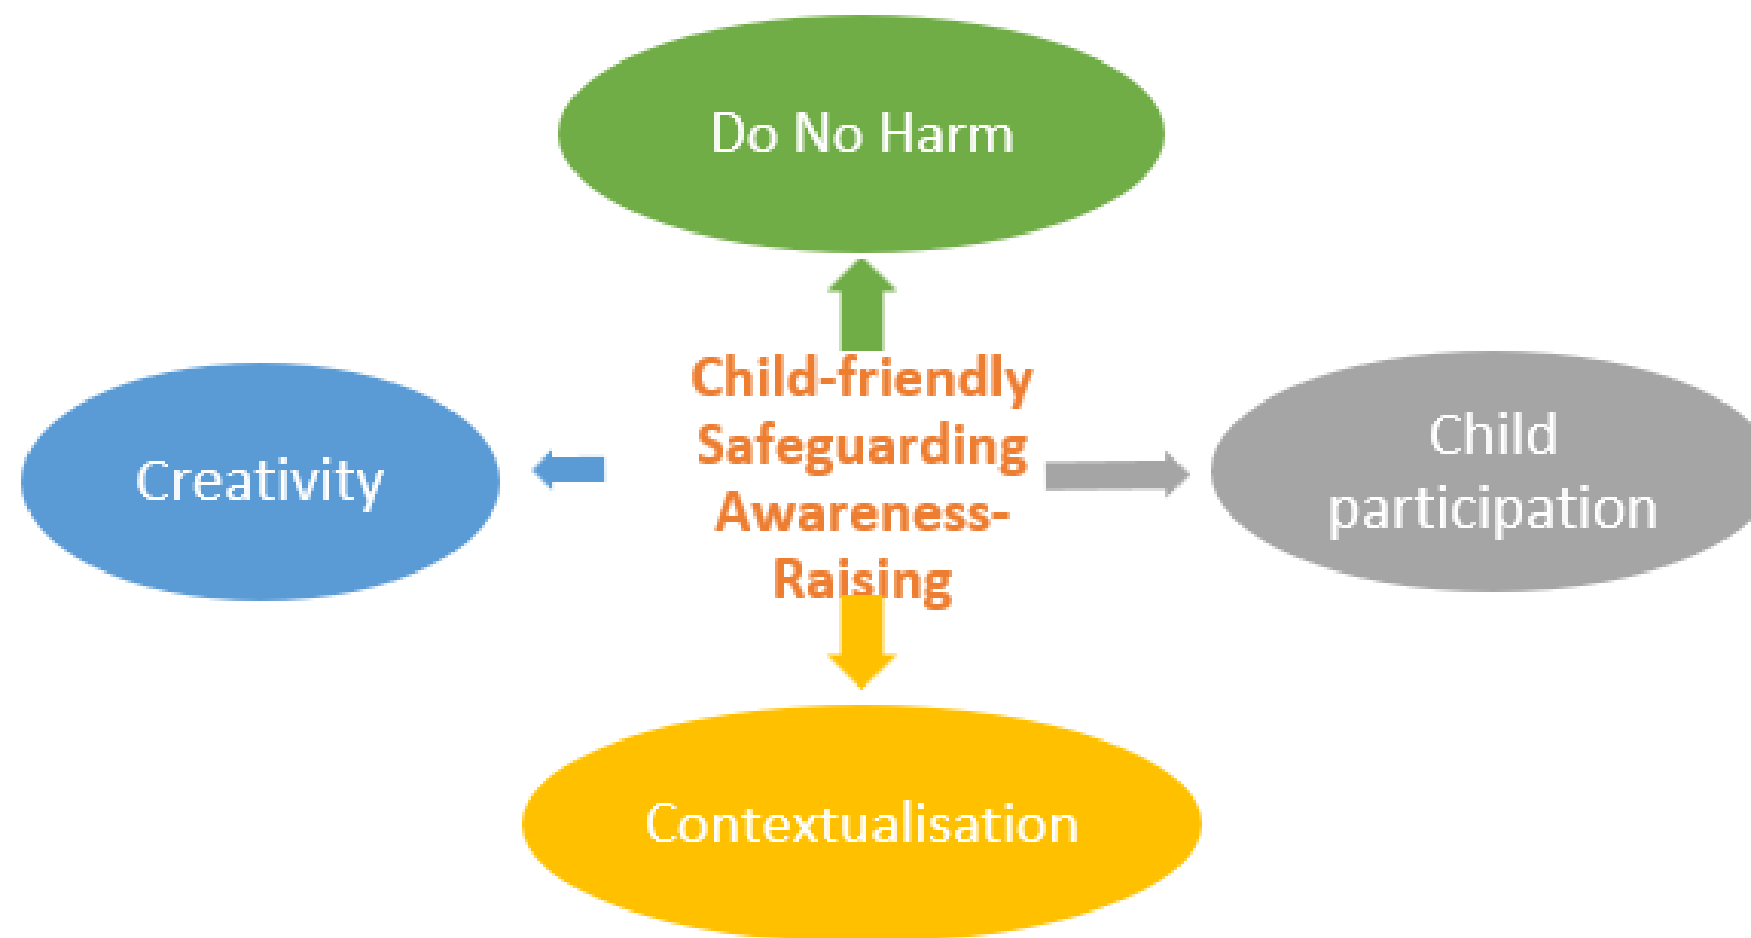 Do No Harm
Child-friendly
Safeguarding
Awareness-
Raising
Creativity
Child
participation
Contextualisation